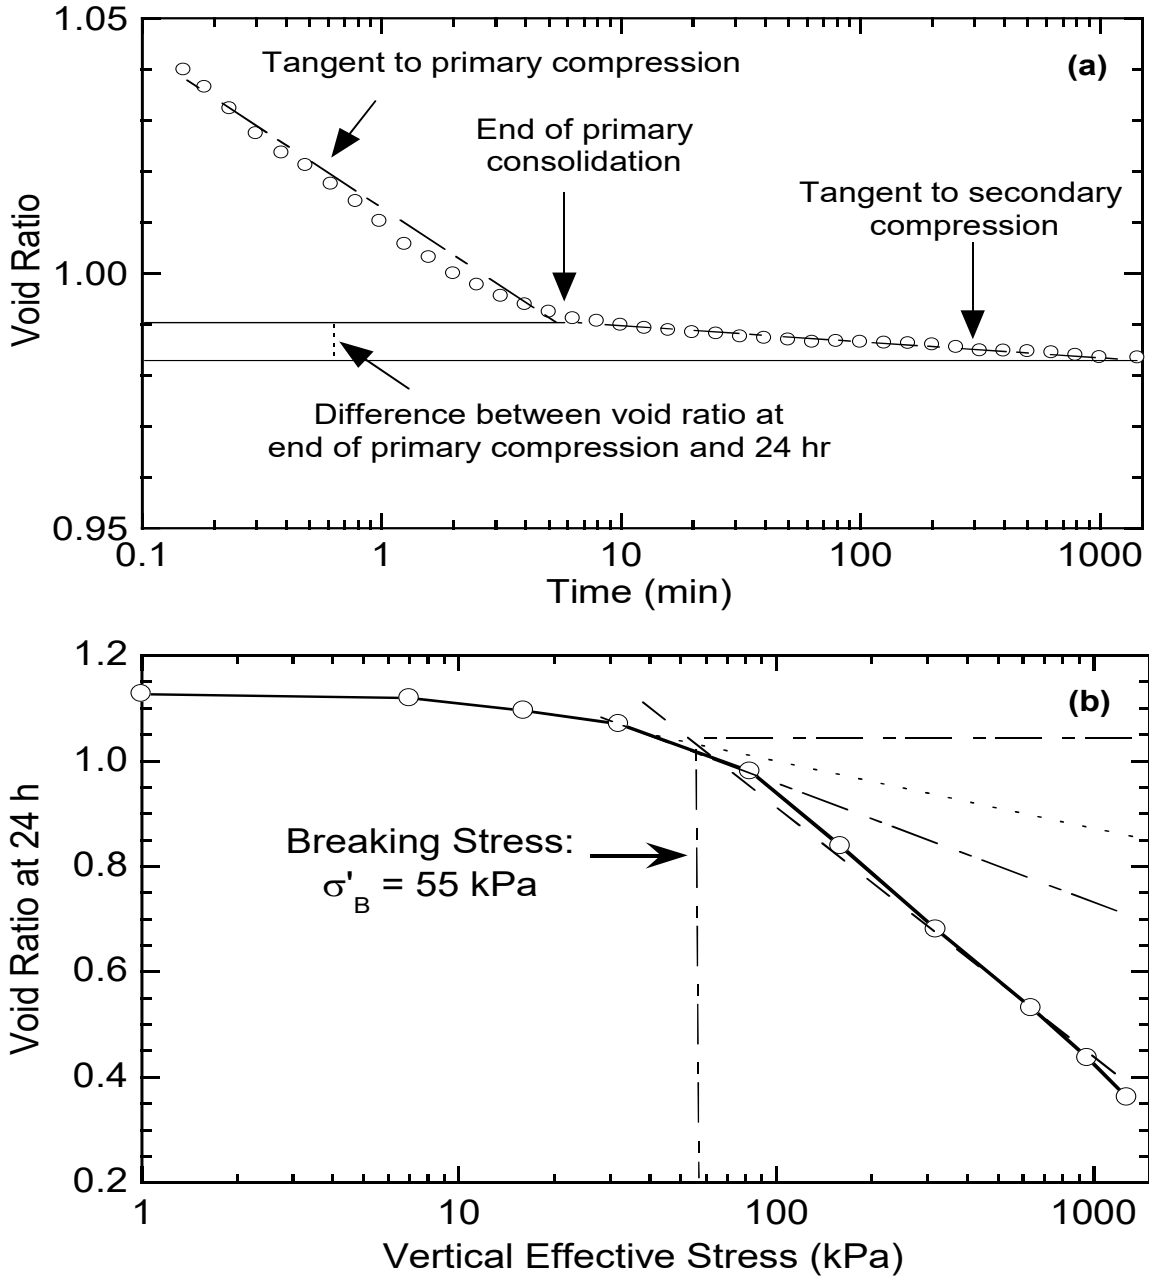 1.05
(a)
Tangent to primary compression
End of primary
consolidation
Tangent to secondary
compression
Void Ratio
1.00
Difference between void ratio at
end of primary compression and 24 hr
0.95
0.1 1 10 100 1000
Time (min)
1.2
(b)
1.0
Breaking Stress:
σ'B = 55 kPa
Void Ratio at 24 h
0.8
0.6
0.4
0.2
1 10 100 1000
Vertical Effective Stress (kPa)